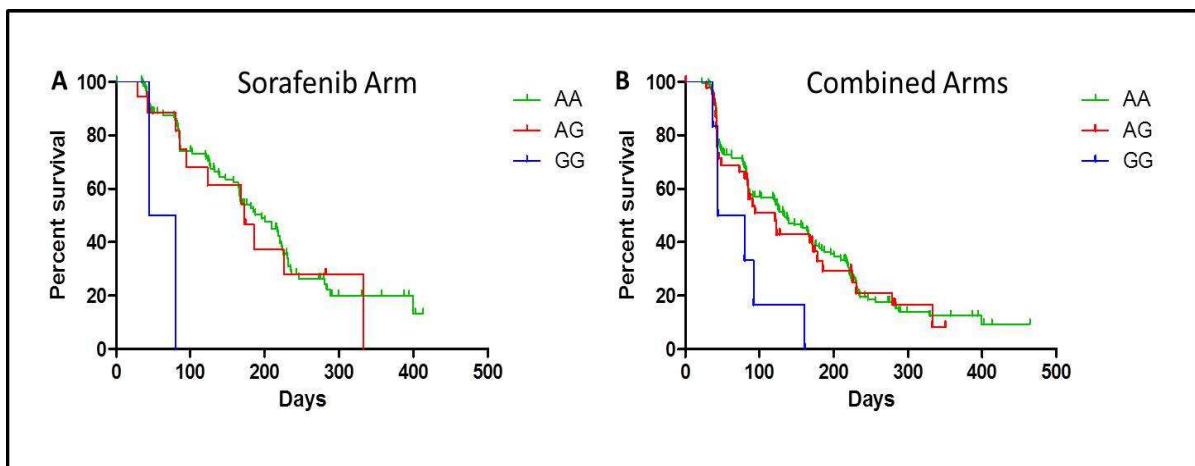 A Sorafenib Arm
Percent survival
100
80
60
40
20
0
0 100 200 300 400 500
Days
AA
AG
GG
B Combined Arms
Percent survival
100
80
60
40
20
0
0 100 200 300 400 500
Days
AA
AG
GG